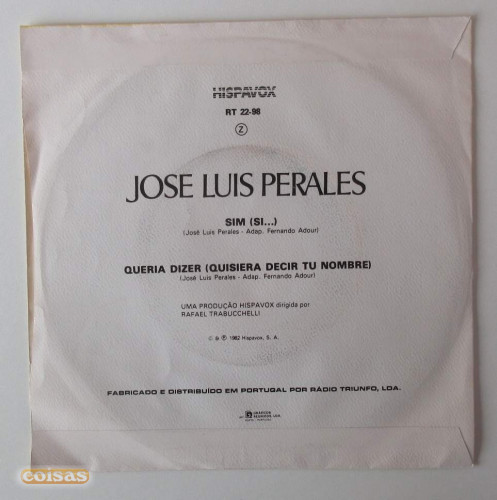 HISPAVOX
RT 22-98
Z
JOSE LUIS PERALES
SIM (SI...)
(José Luis Perales - Adap. Fernando Adour)
QUERIA DIZER (QUISIERA DECIR TU NOMBRE)
(José Luis Perales - Adap. Fernando Adour)
UMA PRODUÇÃO HISPAVOX dirigida por
RAFAEL TRABUCCHELLI
© & ℗ 1982 Hispavox, S. A.
FABRICADO E DISTRIBUÍDO EM PORTUGAL POR RÁDIO TRIUNFO, LDA.
coisas